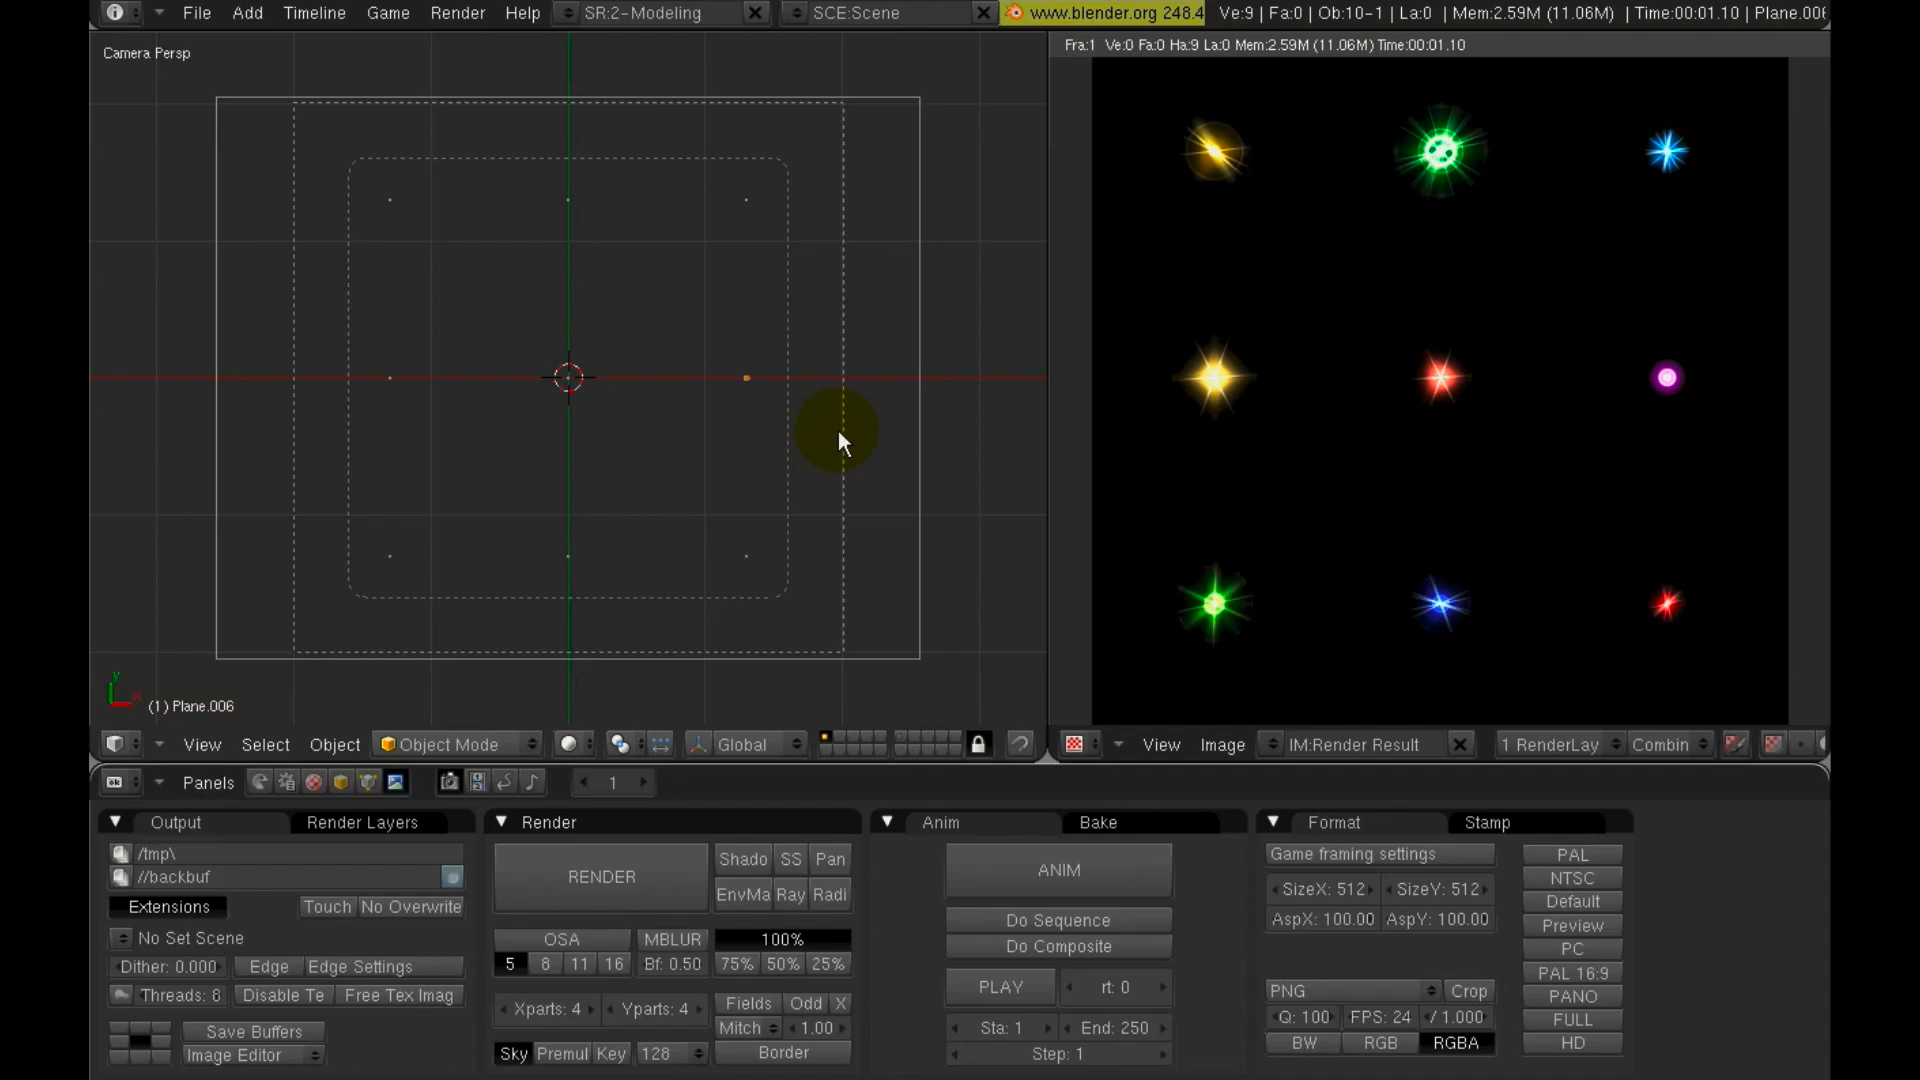 File Add Timeline Game Render Help SR:2-Modeling SCE:Scene www.blender.org 248.4 Ve:9 | Fa:0 | Ob:10-1 | La:0 | Mem:2.59M (11.06M) | Time:00:01.10 | Plane.006
Camera Persp
Fra:1 Ve:0 Fa:0 Ha:9 La:0 Mem:2.59M (11.06M) Time:00:01.10
(1) Plane.006
View Select Object Object Mode Global
View Image IM:Render Result 1 RenderLay Combin
Panels 1
Output Render Layers
/tmp\
//backbuf
Extensions Touch No Overwrite
No Set Scene
Dither: 0.000 Edge Edge Settings
Threads: 8 Disable Te Free Tex Imag
Save Buffers
Image Editor
Render
RENDER Shado SS Pan
EnvMa Ray Radi
OSA MBLUR 100%
5 8 11 16 Bf: 0.50 75% 50% 25%
Xparts: 4 Yparts: 4 Fields Odd X
Mitch 1.00
Sky Premul Key 128 Border
Anim Bake
ANIM
Do Sequence
Do Composite
PLAY rt: 0
Sta: 1 End: 250
Step: 1
Format Stamp
Game framing settings
SizeX: 512 SizeY: 512
AspX: 100.00 AspY: 100.00
PNG Crop
Q: 100 FPS: 24 / 1.000
BW RGB RGBA
PAL
NTSC
Default
Preview
PC
PAL 16:9
PANO
FULL
HD